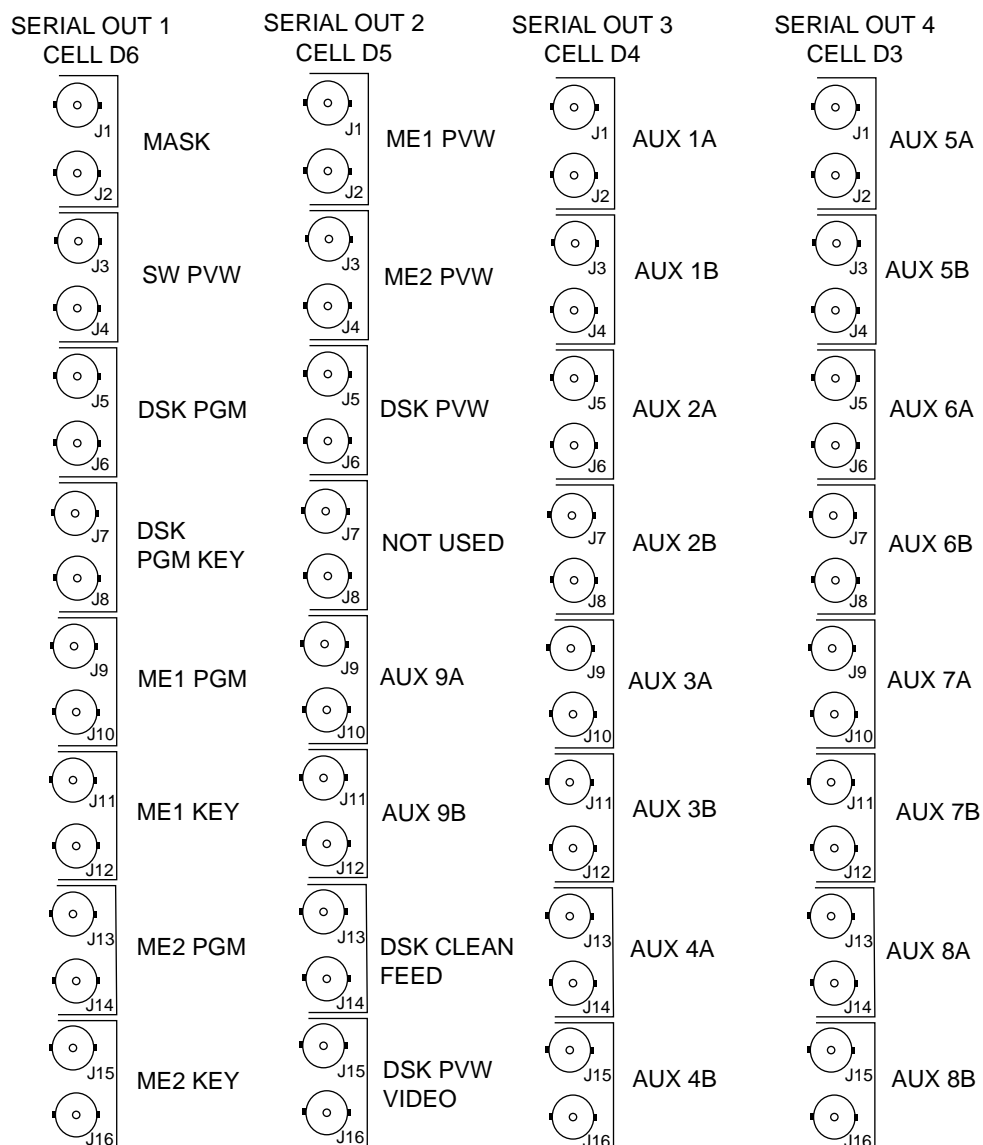 SERIAL OUT 1
CELL D6
J1
MASK
J2
J3
SW PVW
J4
J5
DSK PGM
J6
J7
DSK
PGM KEY
J8
J9
ME1 PGM
J10
J11
ME1 KEY
J12
J13
ME2 PGM
J14
J15
ME2 KEY
J16
SERIAL OUT 2
CELL D5
J1
ME1 PVW
J2
J3
ME2 PVW
J4
J5
DSK PVW
J6
J7
NOT USED
J8
J9
AUX 9A
J10
J11
AUX 9B
J12
J13
DSK CLEAN
FEED
J14
J15
DSK PVW
VIDEO
J16
SERIAL OUT 3
CELL D4
J1
AUX 1A
J2
J3
AUX 1B
J4
J5
AUX 2A
J6
J7
AUX 2B
J8
J9
AUX 3A
J10
J11
AUX 3B
J12
J13
AUX 4A
J14
J15
AUX 4B
J16
SERIAL OUT 4
CELL D3
J1
AUX 5A
J2
J3
AUX 5B
J4
J5
AUX 6A
J6
J7
AUX 6B
J8
J9
AUX 7A
J10
J11
AUX 7B
J12
J13
AUX 8A
J14
J15
AUX 8B
J16